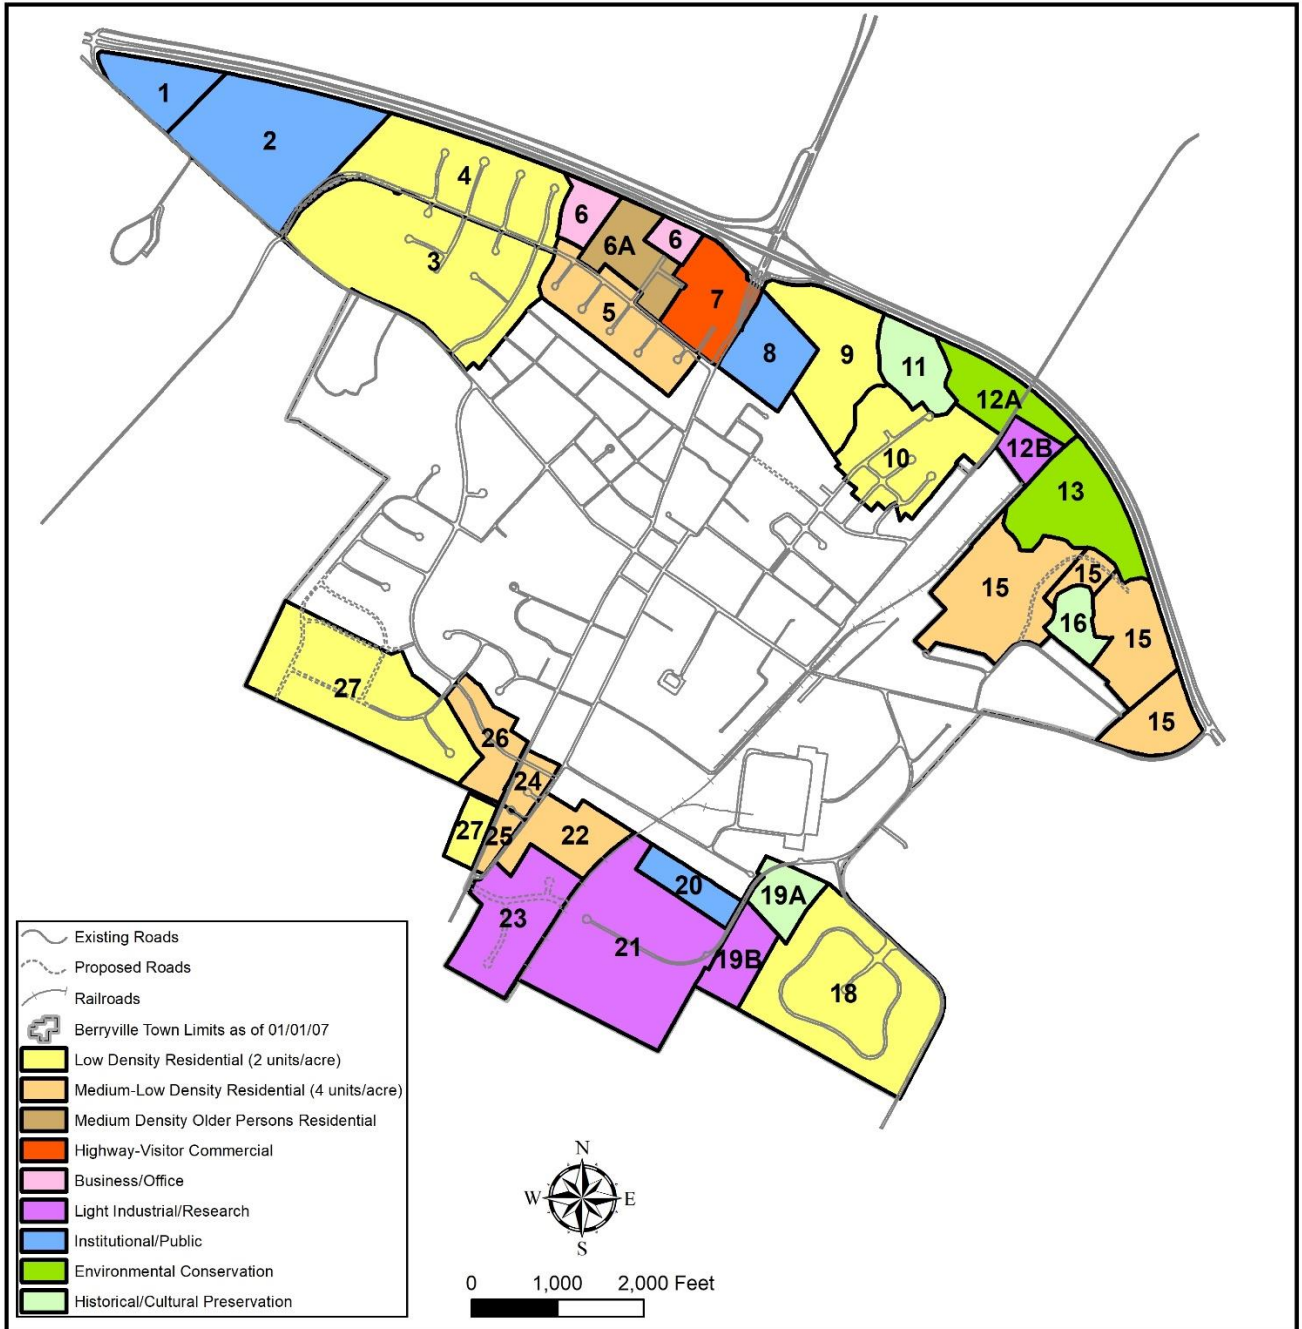 1
2
4
3
6
6A
6
5
7
8
9
11
12A
10
12B
13
15
15
16
15
15
27
26
24
27
25
22
20
19A
23
21
19B
18
Existing Roads
Proposed Roads
Railroads
Berryville Town Limits as of 01/01/07
Low Density Residential (2 units/acre)
Medium-Low Density Residential (4 units/acre)
Medium Density Older Persons Residential
Highway-Visitor Commercial
Business/Office
Light Industrial/Research
Institutional/Public
Environmental Conservation
Historical/Cultural Preservation
N
W E
S
0 1,000 2,000 Feet